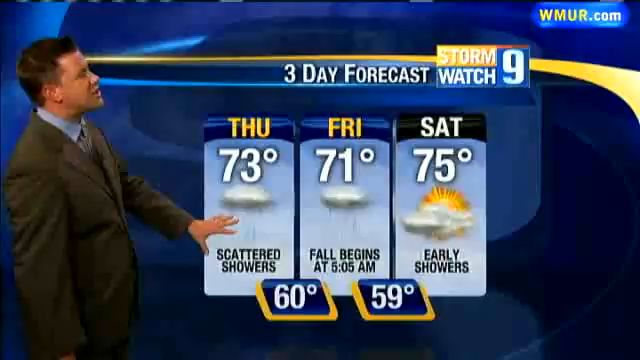 WMUR.com
3 DAY FORECAST
STORM
WATCH 9
THU
FRI
SAT
73°
71°
75°
SCATTERED
SHOWERS
FALL BEGINS
AT 5:05 AM
EARLY
SHOWERS
60°
59°